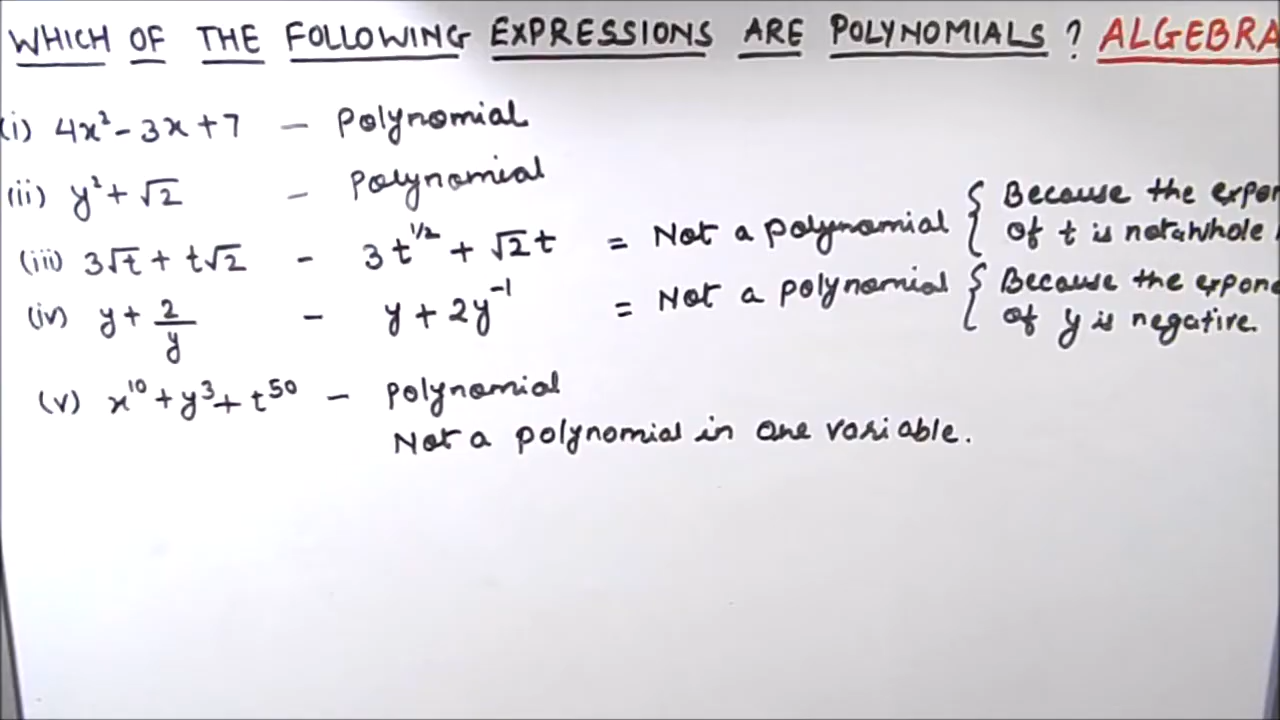 WHICH OF THE FOLLOWING EXPRESSIONS ARE POLYNOMIALS ? ALGEBRA
(i) 4x² - 3x + 7 — Polynomial
(ii) y² + √2 — Polynomial
(iii) 3√t + t√2 - 3t^1/2 + √2 t = Not a polynomial { Because the expon
of t is not a whole
(iv) y + 2/y - y + 2y⁻¹ = Not a polynomial { Because the expone
of y is negative.
(v) x¹⁰ + y³ + t⁵⁰ - polynomial
Not a polynomial in one variable.